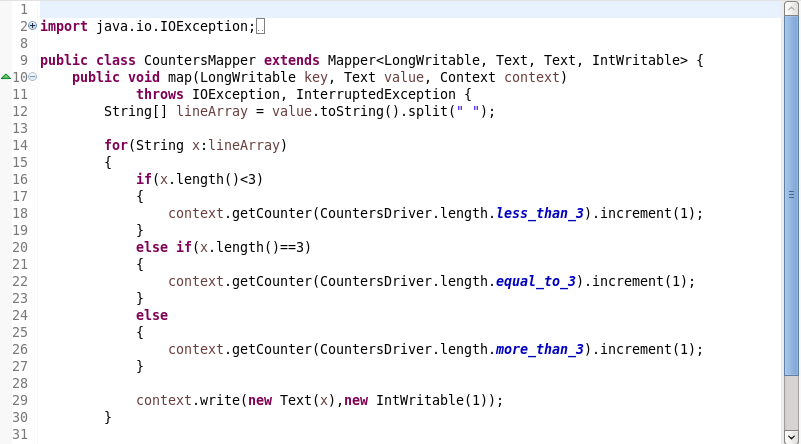 1
2 import java.io.IOException;
8
9 public class CountersMapper extends Mapper<LongWritable, Text, Text, IntWritable> {
10 public void map(LongWritable key, Text value, Context context)
11 throws IOException, InterruptedException {
12 String[] lineArray = value.toString().split(" ");
13
14 for(String x:lineArray)
15 {
16 if(x.length()<3)
17 {
18 context.getCounter(CountersDriver.length.less_than_3).increment(1);
19 }
20 else if(x.length()==3)
21 {
22 context.getCounter(CountersDriver.length.equal_to_3).increment(1);
23 }
24 else
25 {
26 context.getCounter(CountersDriver.length.more_than_3).increment(1);
27 }
28
29 context.write(new Text(x),new IntWritable(1));
30 }
31